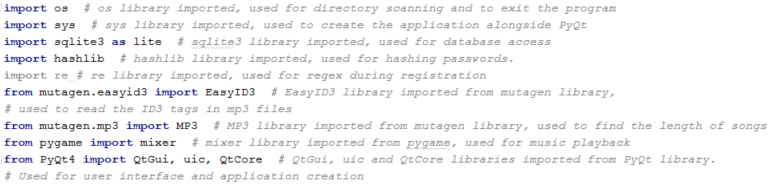 import os  # os library imported, used for directory scanning and to exit the program
import sys  # sys library imported, used to create the application alongside PyQt
import sqlite3 as lite  # sqlite3 library imported, used for database access
import hashlib  # hashlib library imported, used for hashing passwords.
import re # re library imported, used for regex during registration
from mutagen.easyid3 import EasyID3  # EasyID3 library imported from mutagen library,
# used to read the ID3 tags in mp3 files
from mutagen.mp3 import MP3  # MP3 library imported from mutagen library, used to find the length of songs
from pygame import mixer  # mixer library imported from pygame, used for music playback
from PyQt4 import QtGui, uic, QtCore  # QtGui, uic and QtCore libraries imported from PyQt library.
# Used for user interface and application creation